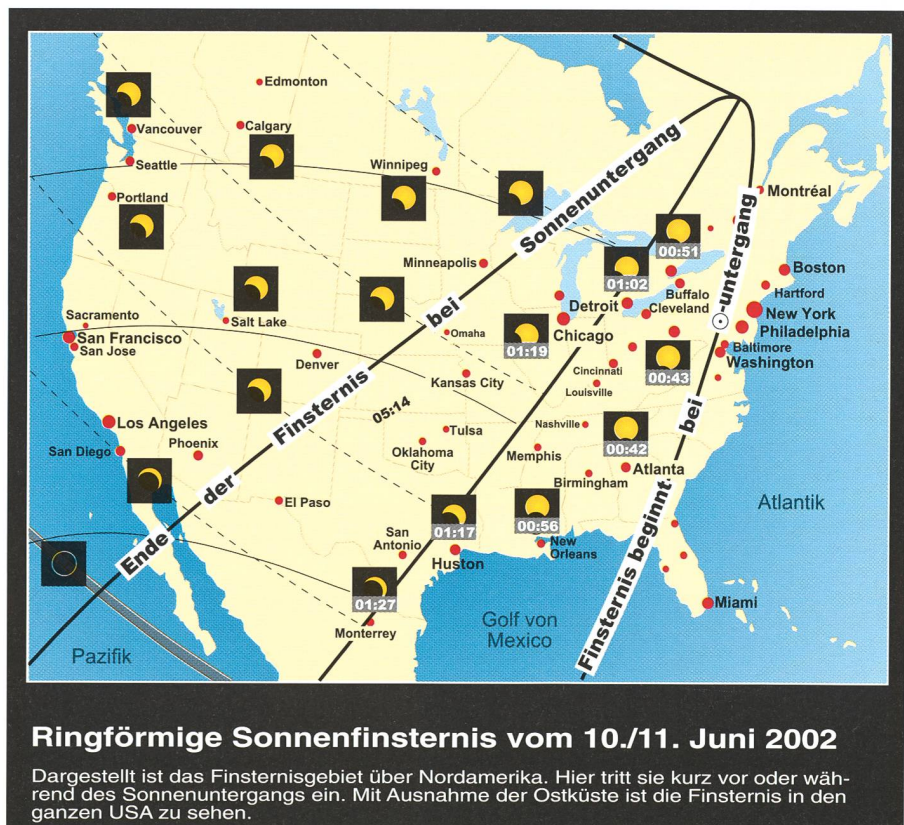 Edmonton
Vancouver
Calgary
Seattle
Winnipeg
Portland
Montréal
00:51
Minneapolis
01:02
Boston
Buffalo
Hartford
Detroit
Cleveland
New York
Sacramento
Salt Lake
Omaha
Chicago
Philadelphia
San Francisco
01:19
Baltimore
San Jose
Denver
Washington
Cincinnati
00:43
Kansas City
Louisville
05:14
Los Angeles
Tulsa
Nashville
Phoenix
San Diego
Oklahoma
City
Memphis
00:42
Atlanta
Birmingham
El Paso
Atlantik
01:17
00:56
San
Antonio
New
Orleans
Huston
01:27
Miami
Monterrey
Golf von
Mexico
Pazifik
Ende der Finsternis bei Sonnenuntergang
Finsternis beginnt bei ☉-untergang
Ringförmige Sonnenfinsternis vom 10./11. Juni 2002
Dargestellt ist das Finsternisgebiet über Nordamerika. Hier tritt sie kurz vor oder wäh-
rend des Sonnenuntergangs ein. Mit Ausnahme der Ostküste ist die Finsternis in den
ganzen USA zu sehen.